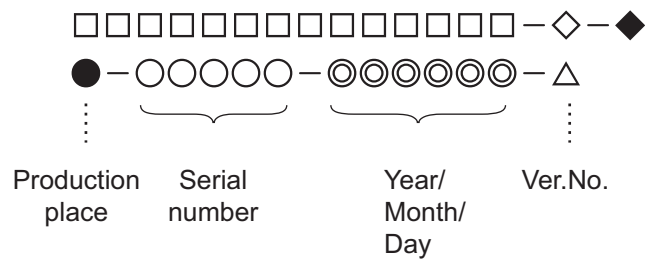 □□□□□□□□□□□□□□－◇－◆
●－○○○○○－◎◎◎◎◎◎－△
Production place
Serial number
Year/ Month/ Day
Ver.No.